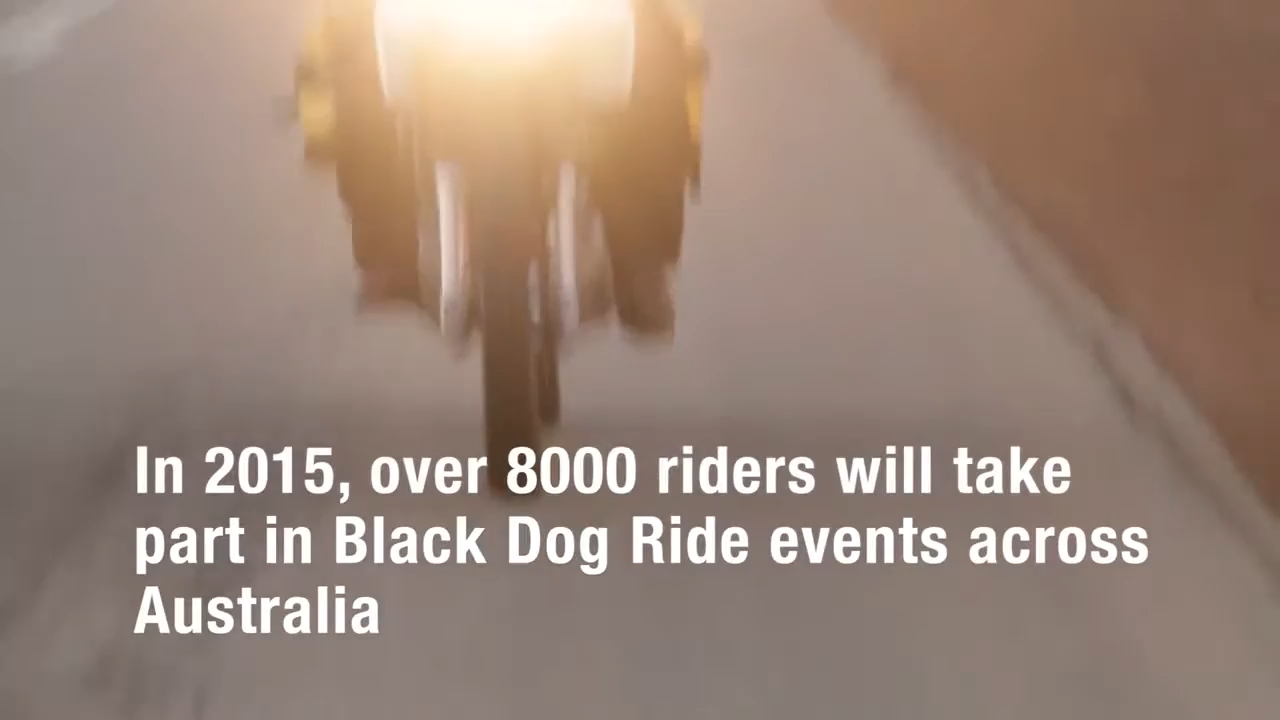 In 2015, over 8000 riders will take
part in Black Dog Ride events across
Australia